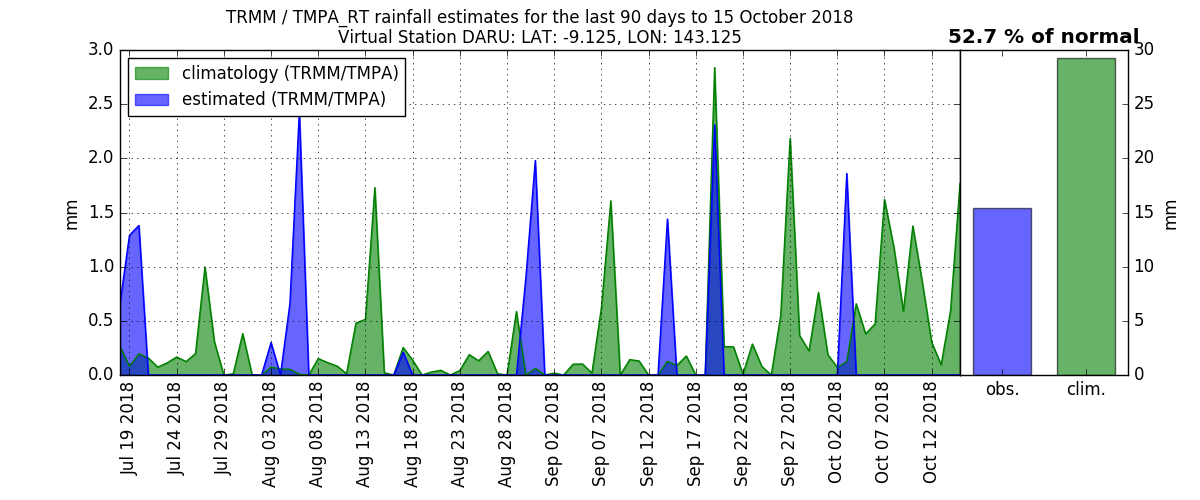 TRMM / TMPA_RT rainfall estimates for the last 90 days to 15 October 2018
Virtual Station DARU: LAT: -9.125, LON: 143.125
52.7 % of normal
climatology (TRMM/TMPA)
estimated (TRMM/TMPA)
3.0
2.5
2.0
1.5
1.0
0.5
0.0
mm
Jul 19 2018
Jul 24 2018
Jul 29 2018
Aug 03 2018
Aug 08 2018
Aug 13 2018
Aug 18 2018
Aug 23 2018
Aug 28 2018
Sep 02 2018
Sep 07 2018
Sep 12 2018
Sep 17 2018
Sep 22 2018
Sep 27 2018
Oct 02 2018
Oct 07 2018
Oct 12 2018
30
25
20
15
10
5
0
mm
obs.
clim.